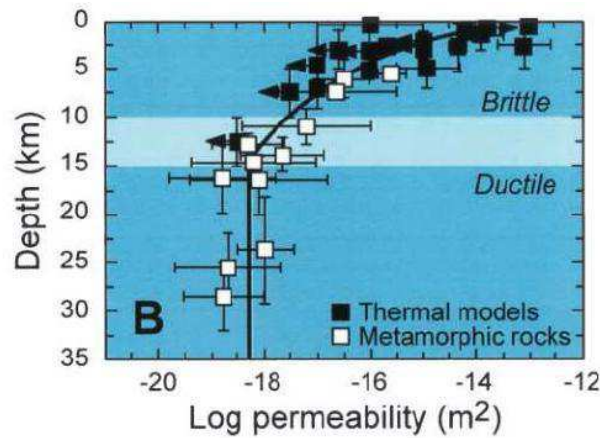 0
5
10
15
20
25
30
35
Depth (km)
Brittle
Ductile
B
Thermal models
Metamorphic rocks
-20 -18 -16 -14 -12
Log permeability (m²)